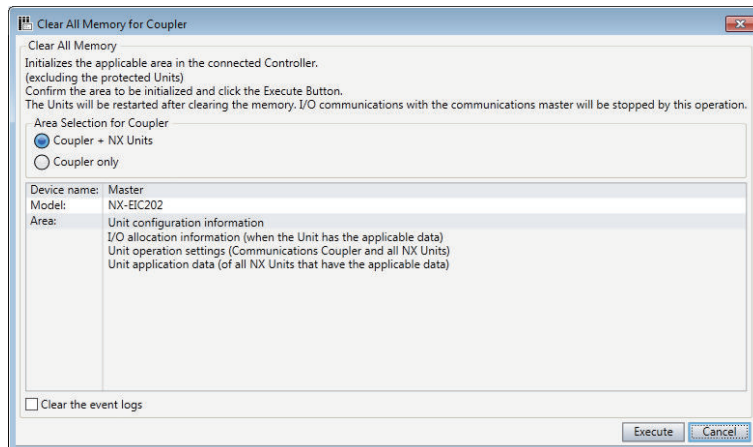 Clear All Memory for Coupler
Clear All Memory
Initializes the applicable area in the connected Controller.
(excluding the protected Units)
Confirm the area to be initialized and click the Execute Button.
The Units will be restarted after clearing the memory. I/O communications with the communications master will be stopped by this operation.
Area Selection for Coupler
Coupler + NX Units
Coupler only
Device name: Master
Model: NX-EIC202
Area: Unit configuration information
I/O allocation information (when the Unit has the applicable data)
Unit operation settings (Communications Coupler and all NX Units)
Unit application data (of all NX Units that have the applicable data)
Clear the event logs
Execute Cancel